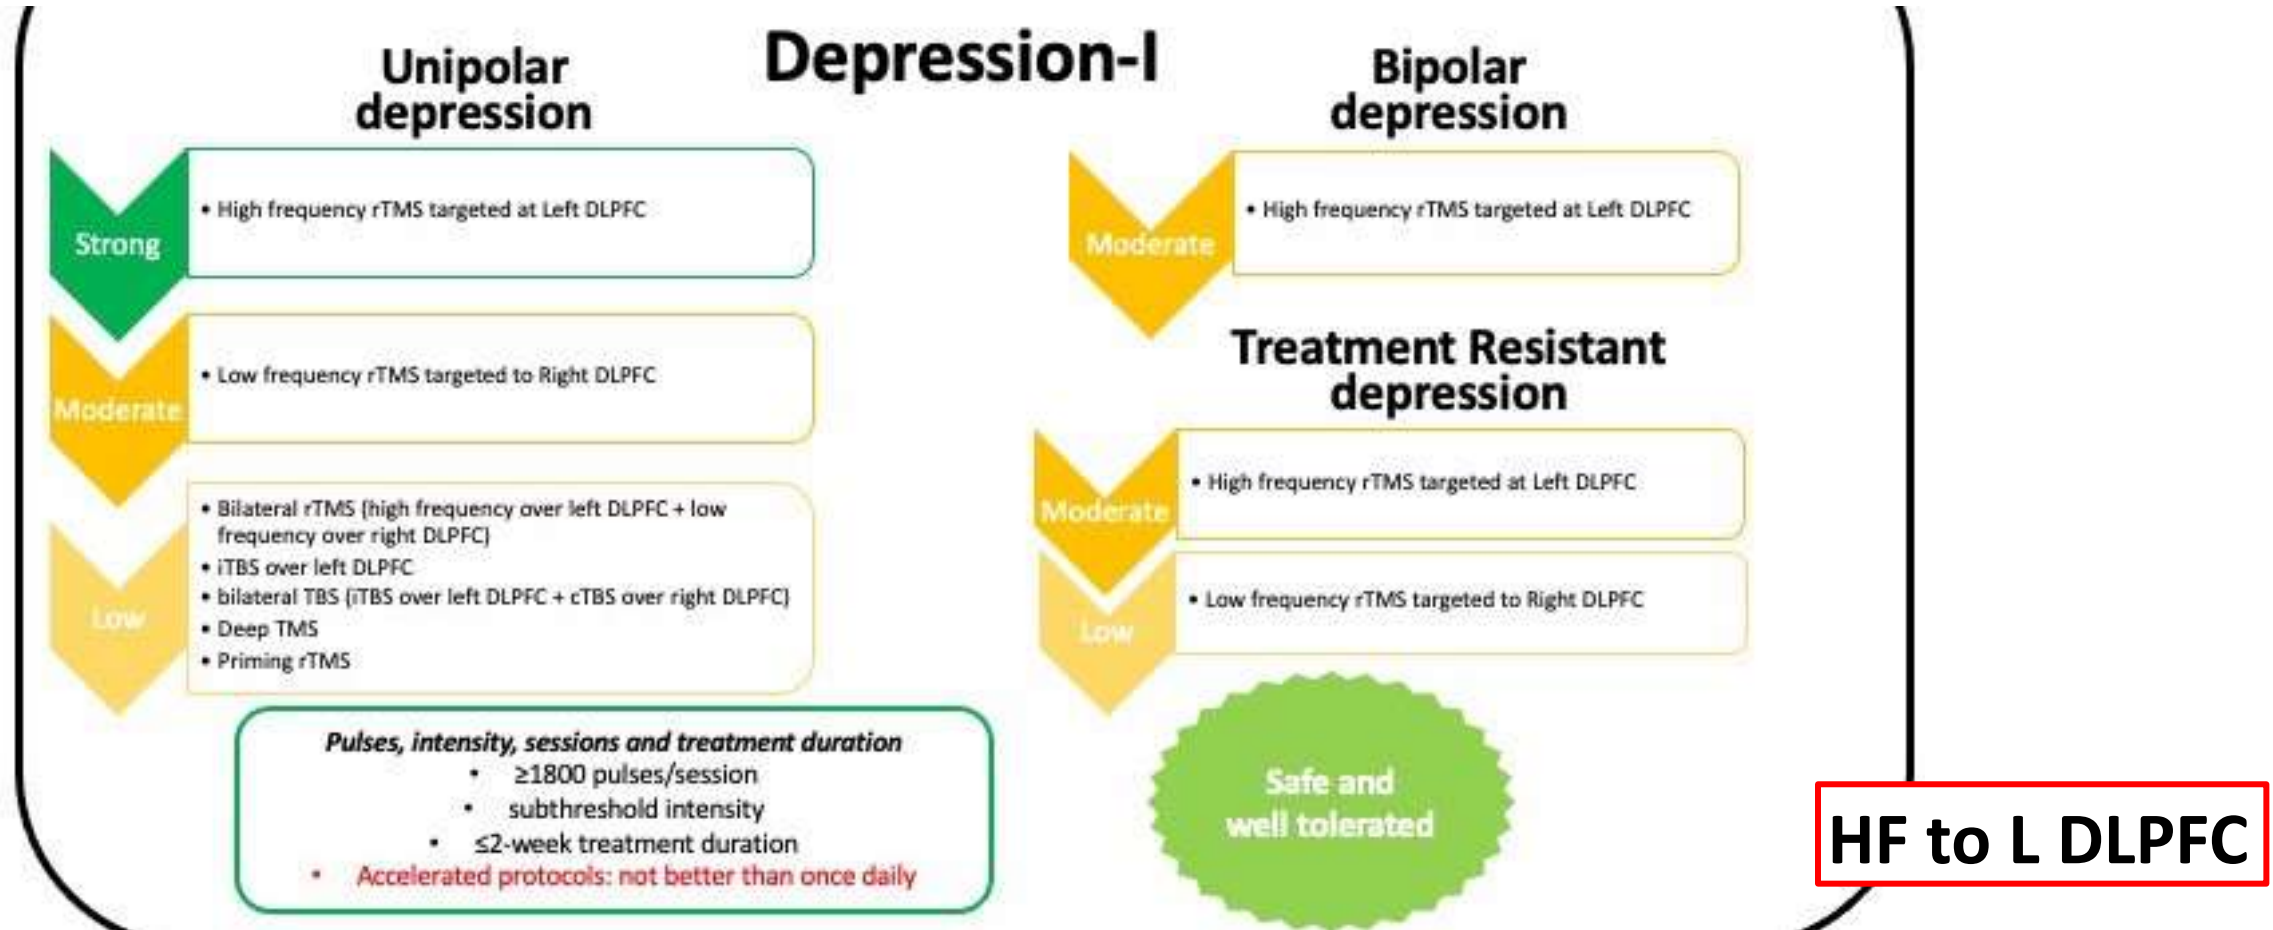 Depression-I
Unipolar
depression
Strong
• High frequency rTMS targeted at Left DLPFC
Moderate
• Low frequency rTMS targeted to Right DLPFC
Low
• Bilateral rTMS (high frequency over left DLPFC + low
frequency over right DLPFC)
• iTBS over left DLPFC
• bilateral TBS (iTBS over left DLPFC + cTBS over right DLPFC)
• Deep TMS
• Priming rTMS
Pulses, intensity, sessions and treatment duration
• ≥1800 pulses/session
• subthreshold intensity
• ≤2-week treatment duration
• Accelerated protocols: not better than once daily
Bipolar
depression
Moderate
• High frequency rTMS targeted at Left DLPFC
Treatment Resistant
depression
Moderate
• High frequency rTMS targeted at Left DLPFC
Low
• Low frequency rTMS targeted to Right DLPFC
Safe and
well tolerated
HF to L DLPFC